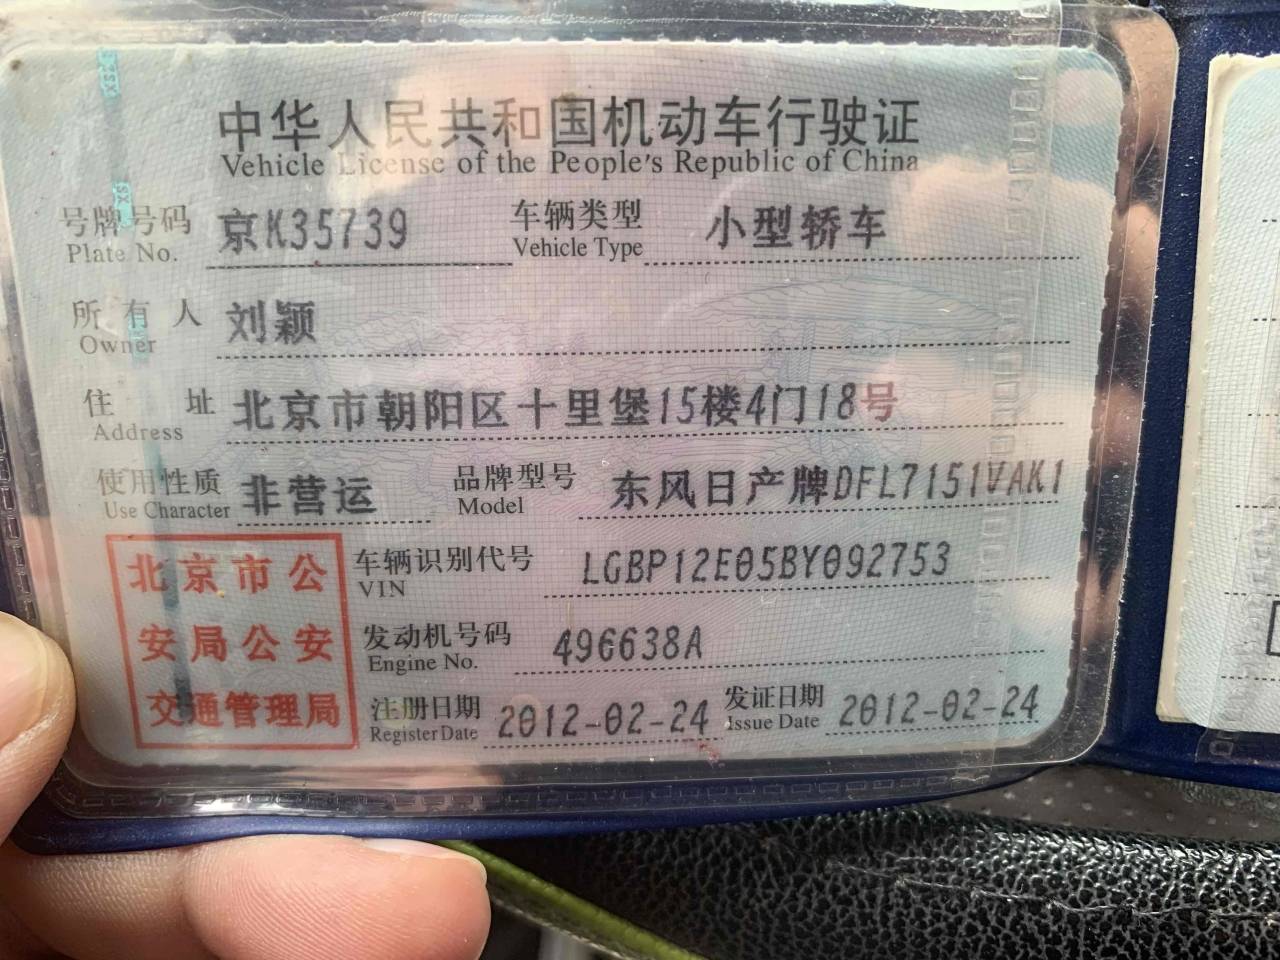 中华人民共和国机动车行驶证
Vehicle License of the People's Republic of China
号牌号码 京K35739 车辆类型 小型轿车
Plate No. Vehicle Type
所有人 刘颖
Owner
住址 北京市朝阳区十里堡15楼4门18号
Address
使用性质 非营运 品牌型号 东风日产牌DFL7151VAK1
Use Character Model
北京市公
安局公安
交通管理局
车辆识别代号 LGBP12E05BY092753
VIN
发动机号码 496638A
Engine No.
注册日期 2012-02-24 发证日期 2012-02-24
Register Date Issue Date